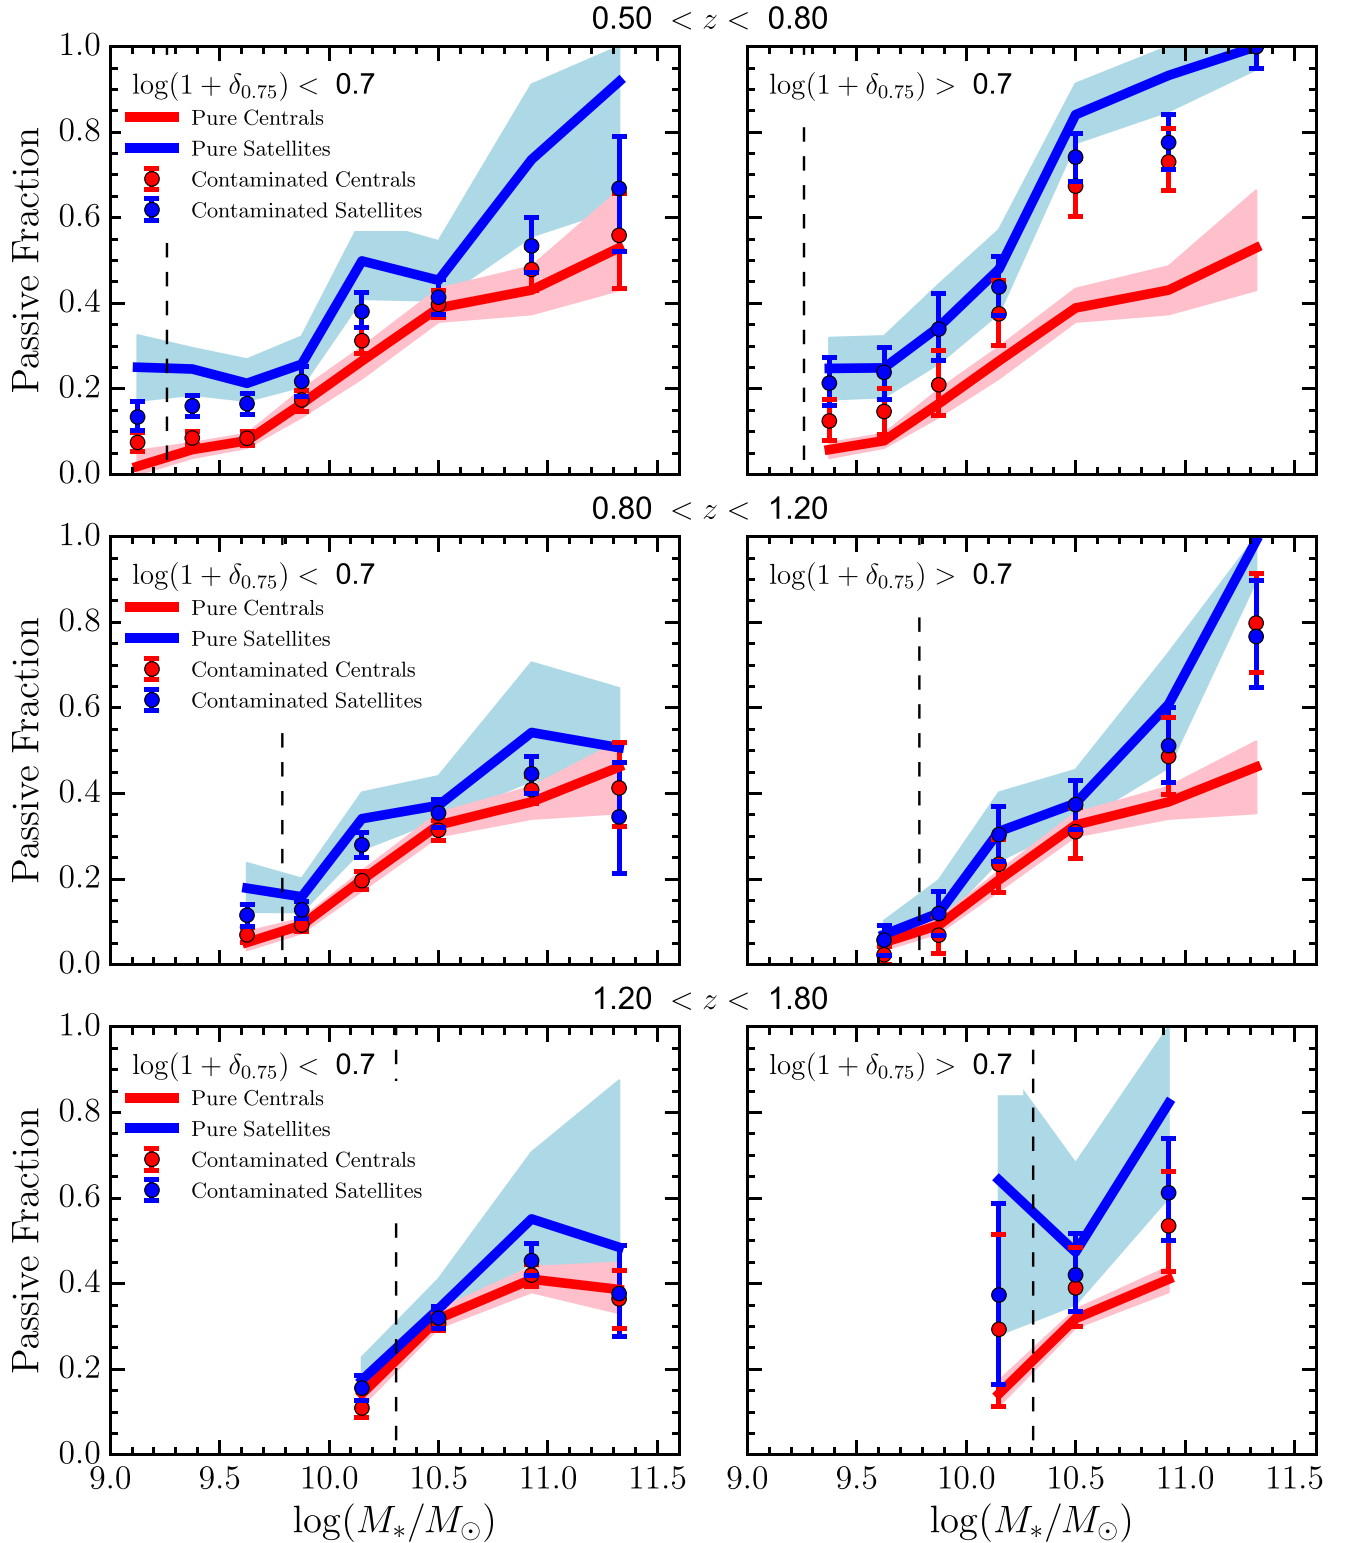 0.50 < z < 0.80
log(1 + δ₀.₇₅) < 0.7
Pure Centrals
Pure Satellites
Contaminated Centrals
Contaminated Satellites
Passive Fraction
1.0
0.8
0.6
0.4
0.2
0.0
log(1 + δ₀.₇₅) > 0.7
0.80 < z < 1.20
log(1 + δ₀.₇₅) < 0.7
Pure Centrals
Pure Satellites
Contaminated Centrals
Contaminated Satellites
Passive Fraction
1.0
0.8
0.6
0.4
0.2
0.0
log(1 + δ₀.₇₅) > 0.7
1.20 < z < 1.80
log(1 + δ₀.₇₅) < 0.7
Pure Centrals
Pure Satellites
Contaminated Centrals
Contaminated Satellites
Passive Fraction
1.0
0.8
0.6
0.4
0.2
0.0
log(1 + δ₀.₇₅) > 0.7
9.0 9.5 10.0 10.5 11.0 11.5
9.0 9.5 10.0 10.5 11.0 11.5
log(M*/M⊙)
log(M*/M⊙)